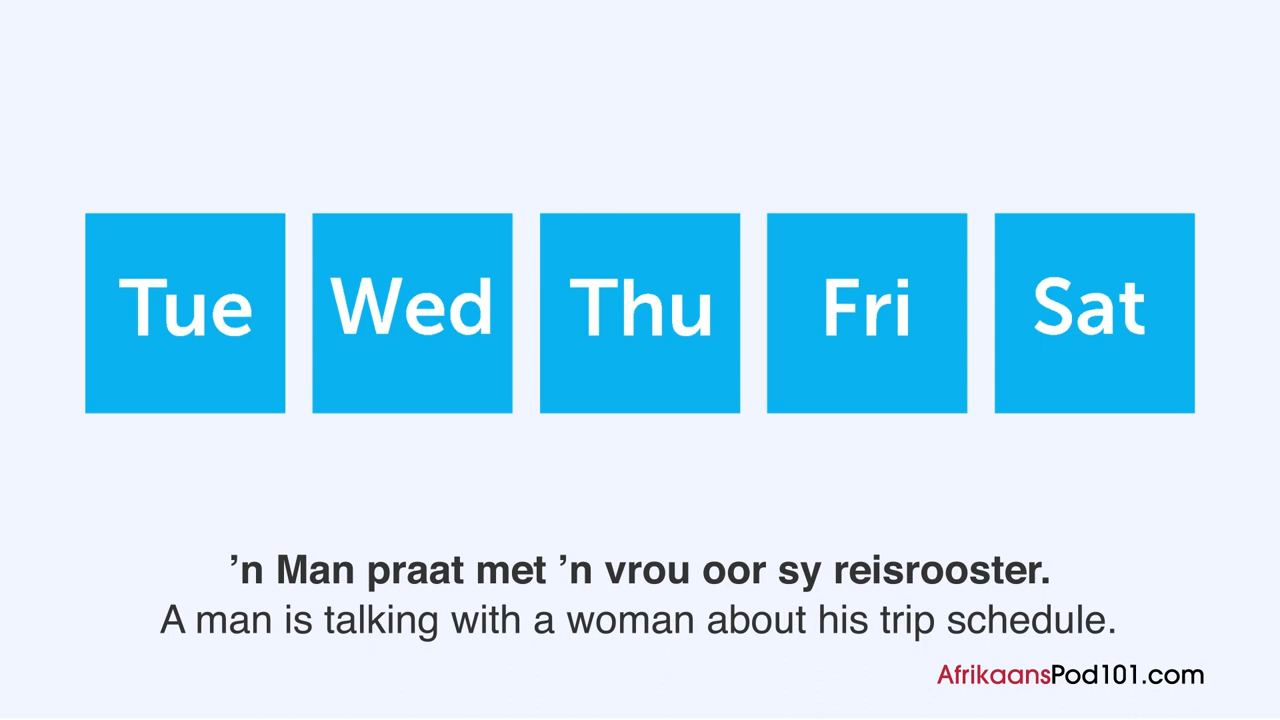 Tue Wed Thu Fri Sat
’n Man praat met ’n vrou oor sy reisrooster.
A man is talking with a woman about his trip schedule.
AfrikaansPod101.com